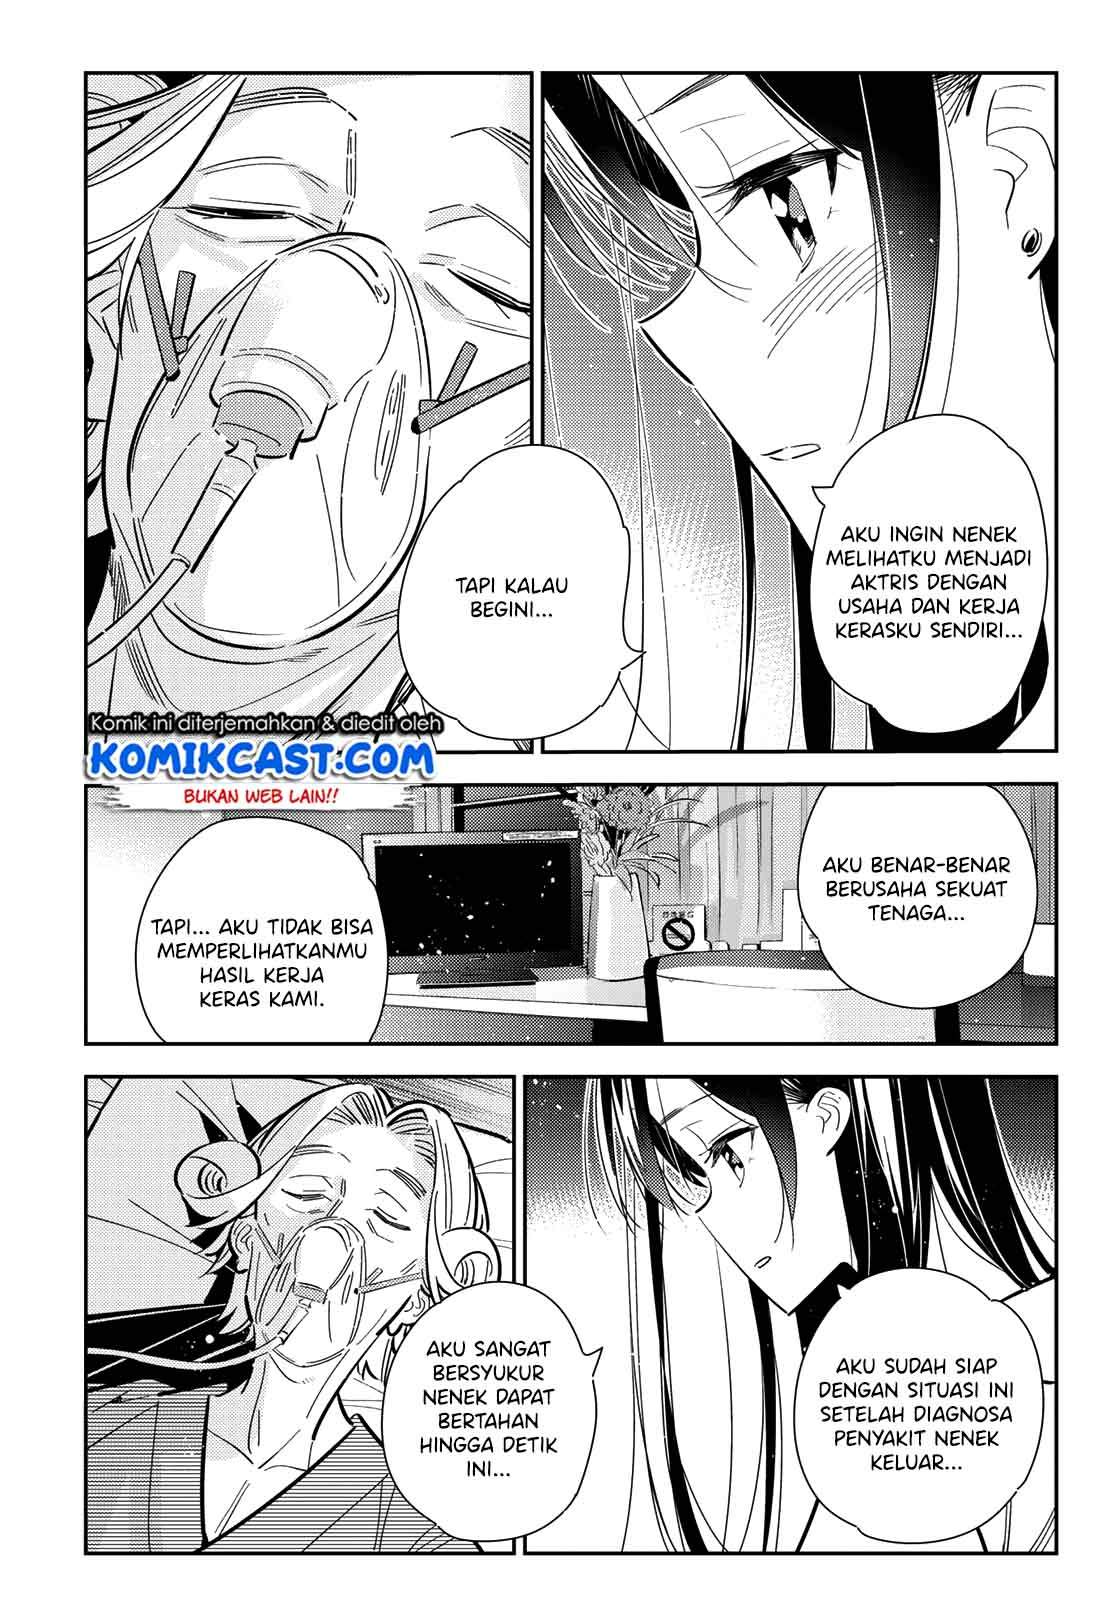 AKU INGIN NENEK
MELIHATKU MENJADI
AKTRIS DENGAN
USAHA DAN KERJA
KERASKU SENDIRI...
TAPI KALAU
BEGINI...
Komik ini diterjemahkan & diedit oleh
KOMIKCAST.COM
BUKAN WEB LAIN!!
AKU BENAR-BENAR
BERUSAHA SEKUAT
TENAGA...
TAPI... AKU TIDAK BISA
MEMPERLIHATKANMU
HASIL KERJA
KERAS KAMI.
AKU SUDAH SIAP
DENGAN SITUASI INI
SETELAH DIAGNOSA
PENYAKIT NENEK
KELUAR...
AKU SANGAT
BERSYUKUR
NENEK DAPAT
BERTAHAN
HINGGA DETIK
INI...